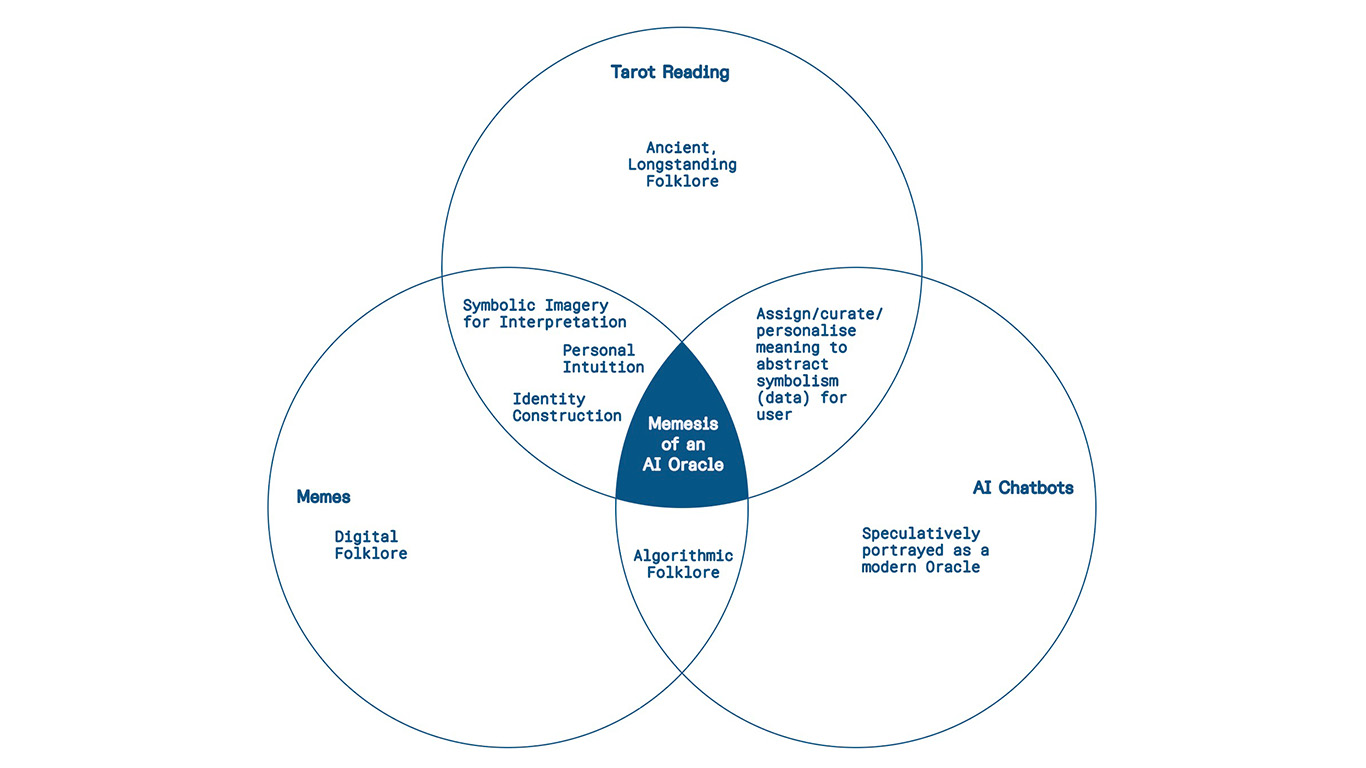 Tarot Reading
Ancient,
Longstanding
Folklore
Symbolic Imagery
for Interpretation
Personal
Intuition
Identity
Construction
Assign/curate/
personalise
meaning to
abstract
symbolism
(data) for
user
Memesis
of an
AI Oracle
Memes
Digital
Folklore
AI Chatbots
Speculatively
portrayed as a
modern Oracle
Algorithmic
Folklore